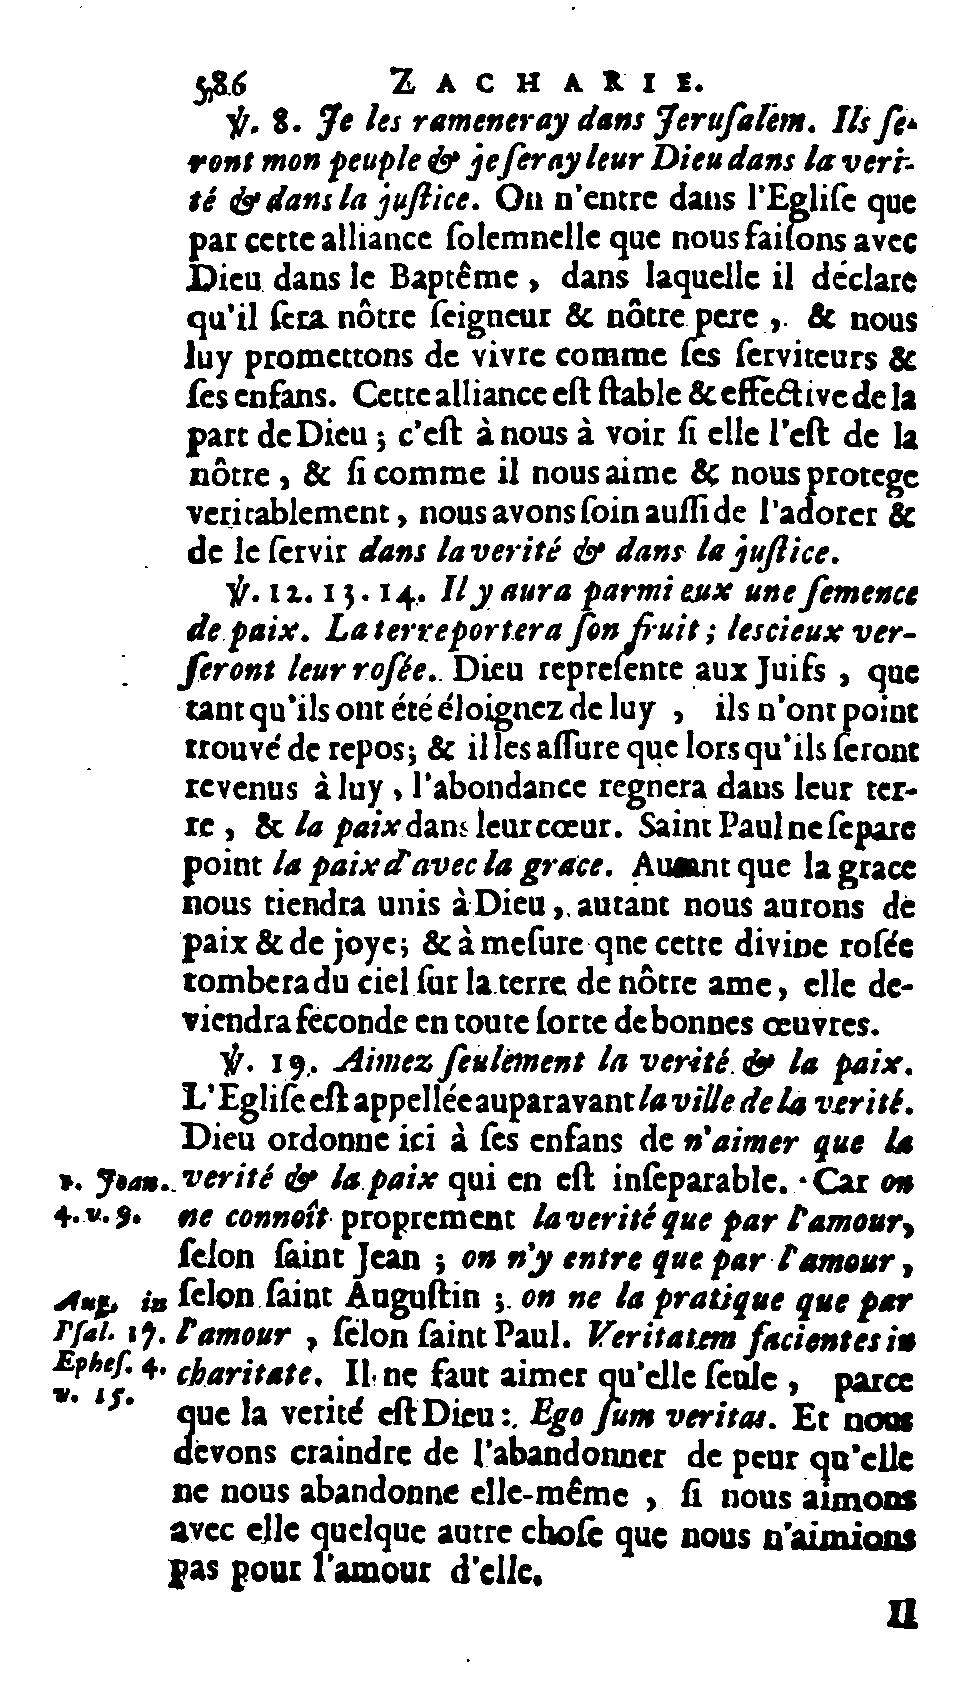 586 ZACHARIE.
℣. 8. Je les rameneray dans Jeruſalem. Ils ſe-
ront mon peuple & je ſeray leur Dieu dans la veri-
té & dans la juſtice. On n'entre dans l'Egliſe que
par cette alliance ſolemnelle que nous faiſons avec
Dieu dans le Baptême, dans laquelle il déclare
qu'il ſera nôtre ſeigneur & nôtre pere, & nous
luy promettons de vivre comme ſes ſerviteurs &
ſes enfans. Cette alliance eſt ſtable & effective de la
part de Dieu; c'eſt à nous à voir ſi elle l'eſt de la
nôtre, & ſi comme il nous aime & nous protege
veritablement, nous avons ſoin auſſi de l'adorer &
de le ſervir dans la verité & dans la juſtice.
℣. 12. 13. 14. Il y aura parmi eux une ſemence
de paix. La terre portera ſon fruit; les cieux ver-
ſeront leur roſée. Dieu repreſente aux Juifs, que
tant qu'ils ont été éloignez de luy, ils n'ont point
trouvé de repos; & il les aſſure que lors qu'ils ſeront
revenus à luy, l'abondance regnera dans leur ter-
re, & la paix dans leur cœur. Saint Paul ne ſepare
point la paix d'avec la grace. Autant que la grace
nous tiendra unis à Dieu, autant nous aurons de
paix & de joye; & à meſure qne cette divine roſée
tombera du ciel ſur la terre de nôtre ame, elle de-
viendra féconde en toute ſorte de bonnes œuvres.
℣. 19. Aimez ſeulement la verité & la paix.
L'Egliſe eſt appellée auparavant la ville de la verité.
Dieu ordonne ici à ſes enfans de n'aimer que la
verité & la paix qui en eſt inſeparable. Car on
ne connoît proprement la verité que par l'amour,
ſelon ſaint Jean; on n'y entre que par l'amour,
ſelon ſaint Auguſtin; on ne la pratique que par
l'amour, ſelon ſaint Paul. Veritatem facientes in
charitate. Il ne faut aimer qu'elle ſeule, parce
que la verité eſt Dieu: Ego ſum veritas. Et nous
devons craindre de l'abandonner de peur qu'elle
ne nous abandonne elle-même, ſi nous aimons
avec elle quelque autre choſe que nous n'aimions
pas pour l'amour d'elle.
Il
Joan.
4. v. 9.
Aug. in
Pſal. 17.
Epheſ. 4.
v. 15.